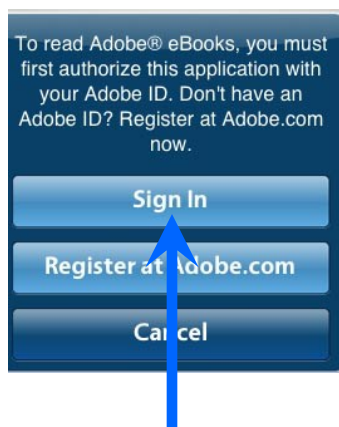 To read Adobe® eBooks, you must
first authorize this application with
your Adobe ID. Don't have an
Adobe ID? Register at Adobe.com
now.
Sign In
Register at Adobe.com
Cancel